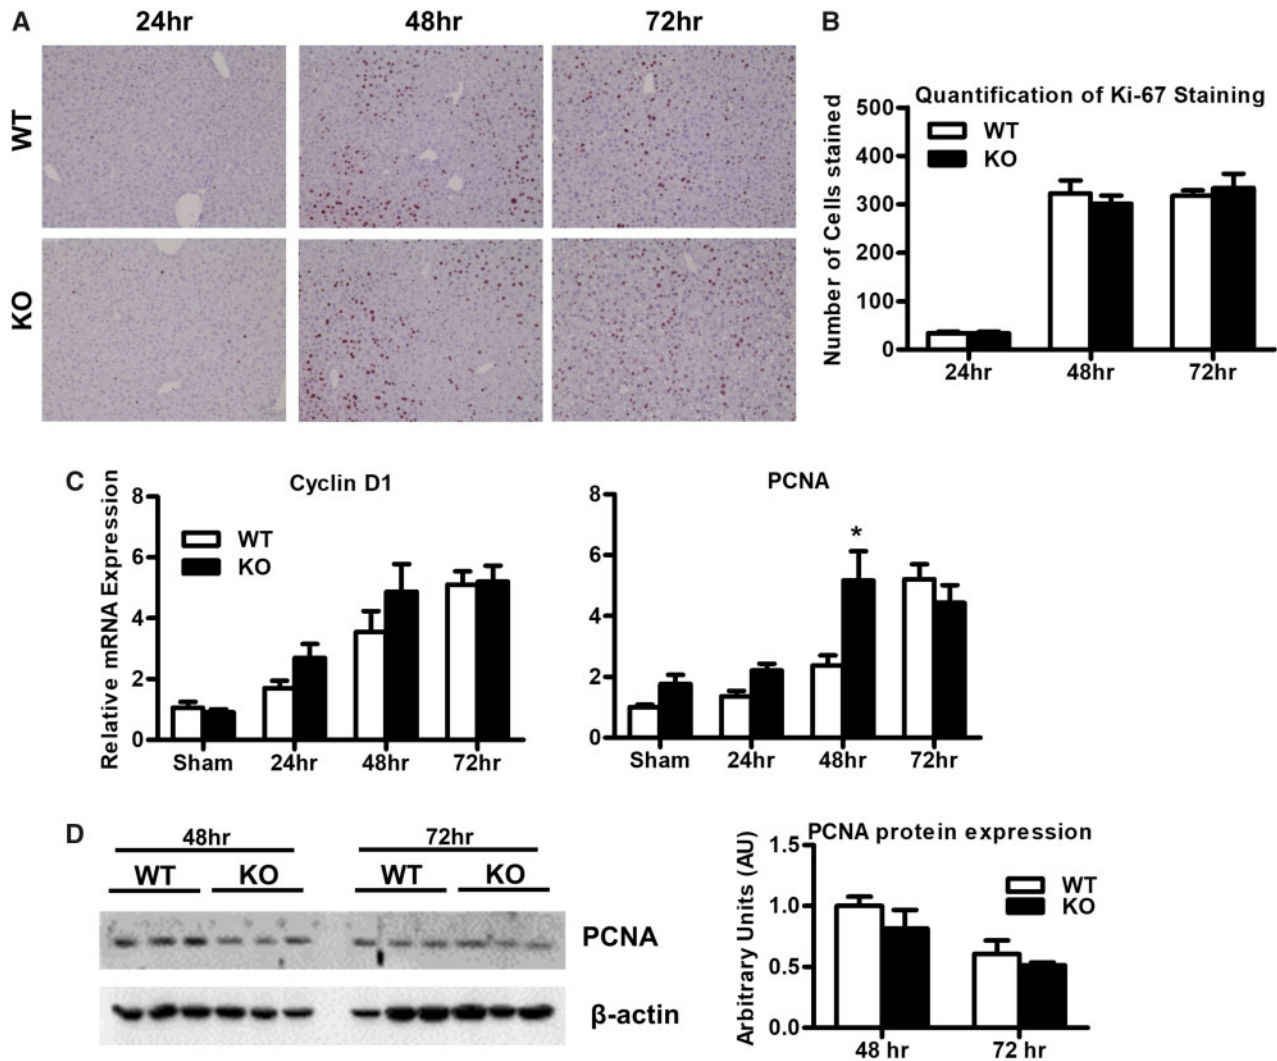 A 24hr 48hr 72hr
WT
KO
B
Quantification of Ki-67 Staining
WT
KO
Number of Cells stained
500
400
300
200
100
0
24hr 48hr 72hr
C
Cyclin D1
WT
KO
Relative mRNA Expression
8
6
4
2
0
Sham 24hr 48hr 72hr
PCNA
8
6
4
2
0
*
Sham 24hr 48hr 72hr
D
48hr 72hr
WT KO WT KO
PCNA
β-actin
PCNA protein expression
WT
KO
Arbitrary Units (AU)
1.5
1.0
0.5
0.0
48 hr 72 hr